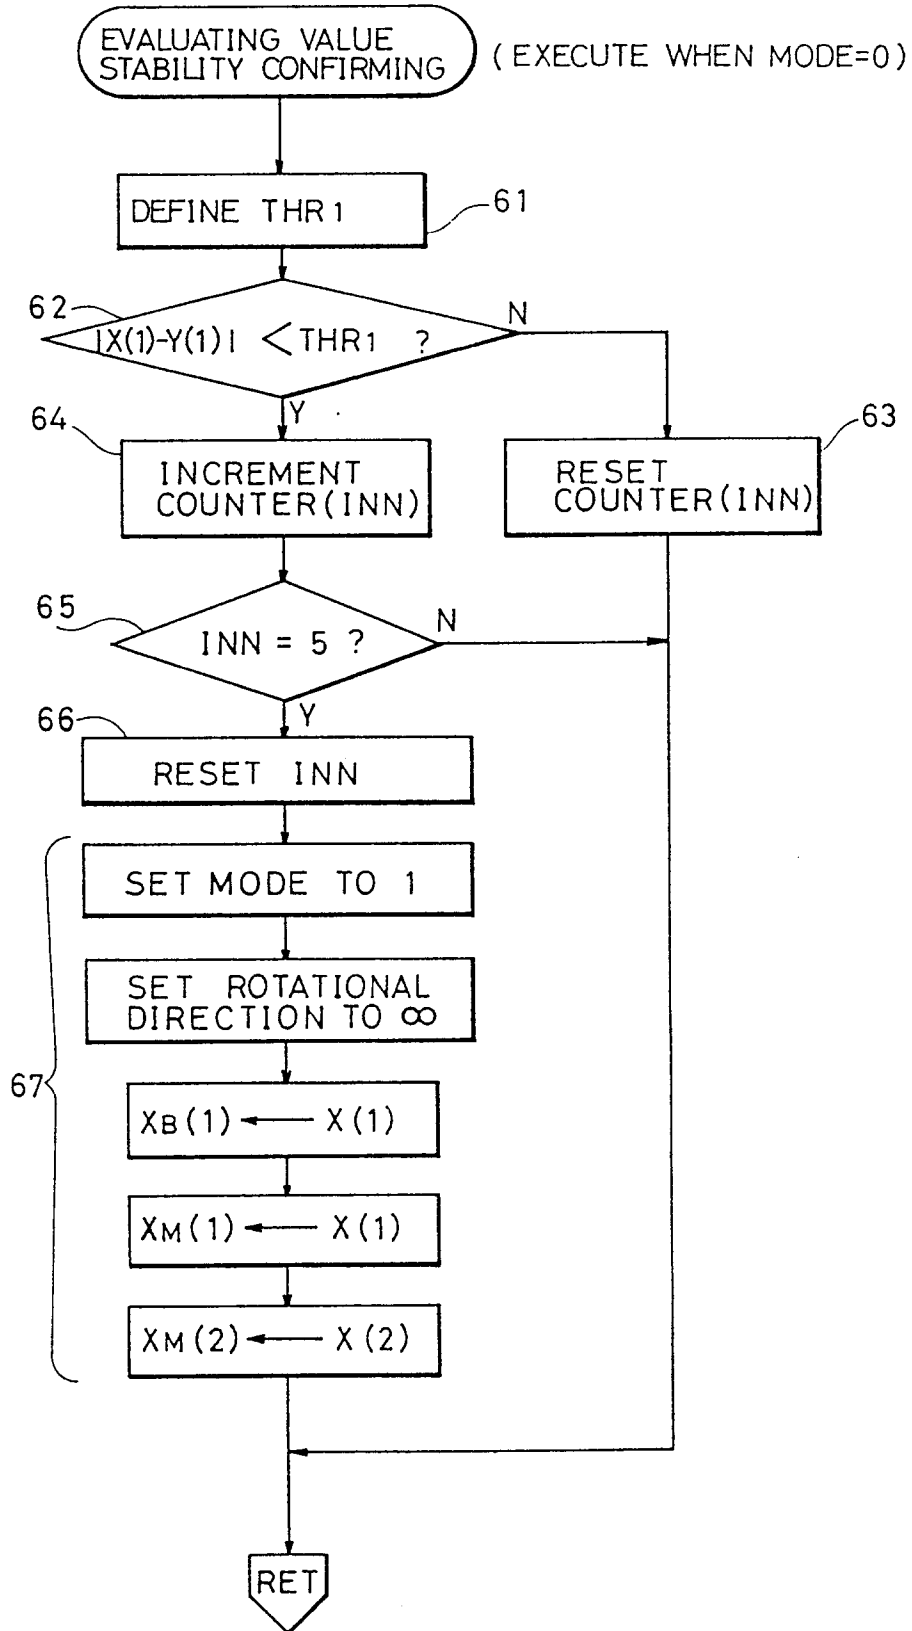 EVALUATING VALUE
STABILITY CONFIRMING
(EXECUTE WHEN MODE=0)
DEFINE THR1
61
62
|X(1)-Y(1)| <THR1 ?
N
Y
64
INCREMENT
COUNTER(INN)
63
RESET
COUNTER(INN)
65
INN = 5 ?
N
Y
66
RESET INN
67
SET MODE TO 1
SET ROTATIONAL
DIRECTION TO ∞
XB(1) ← X(1)
XM(1) ← X(1)
XM(2) ← X(2)
RET